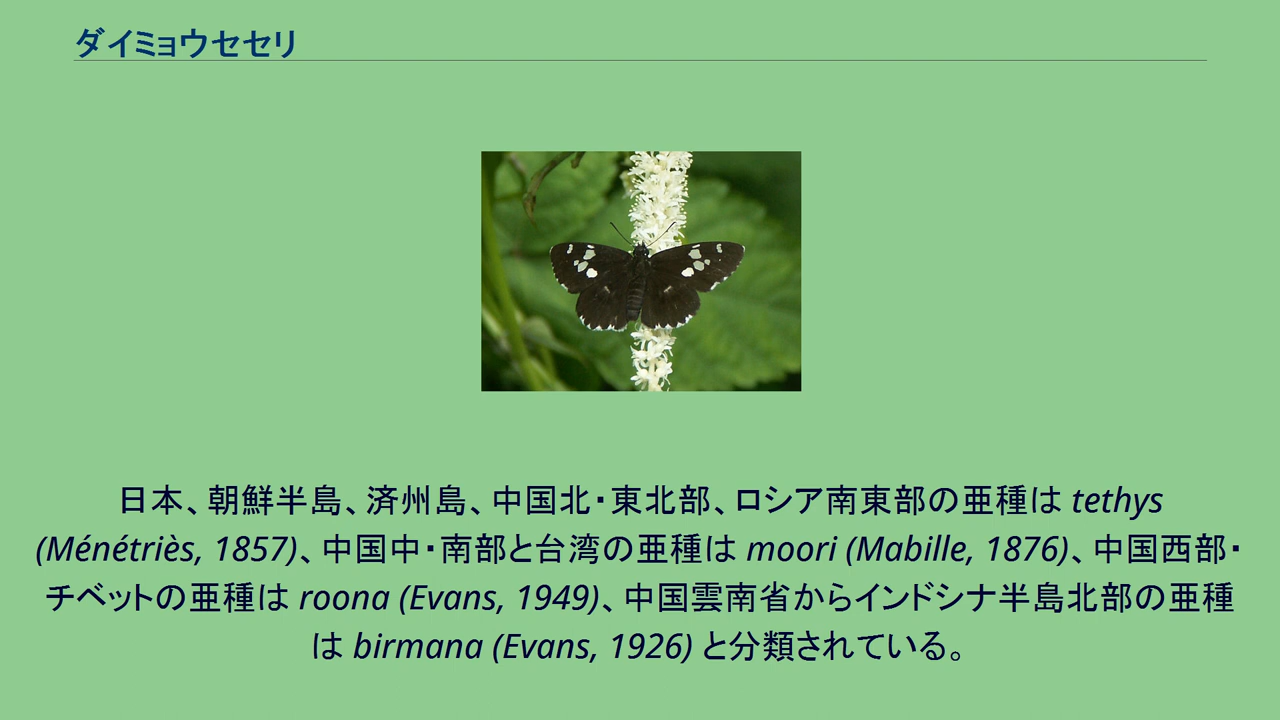 ダイミョウセセリ
日本、朝鮮半島、済州島、中国北・東北部、ロシア南東部の亜種は tethys
(Ménétriès, 1857)、中国中・南部と台湾の亜種は moori (Mabille, 1876)、中国西部・
チベットの亜種は roona (Evans, 1949)、中国雲南省からインドシナ半島北部の亜種
は birmana (Evans, 1926) と分類されている。